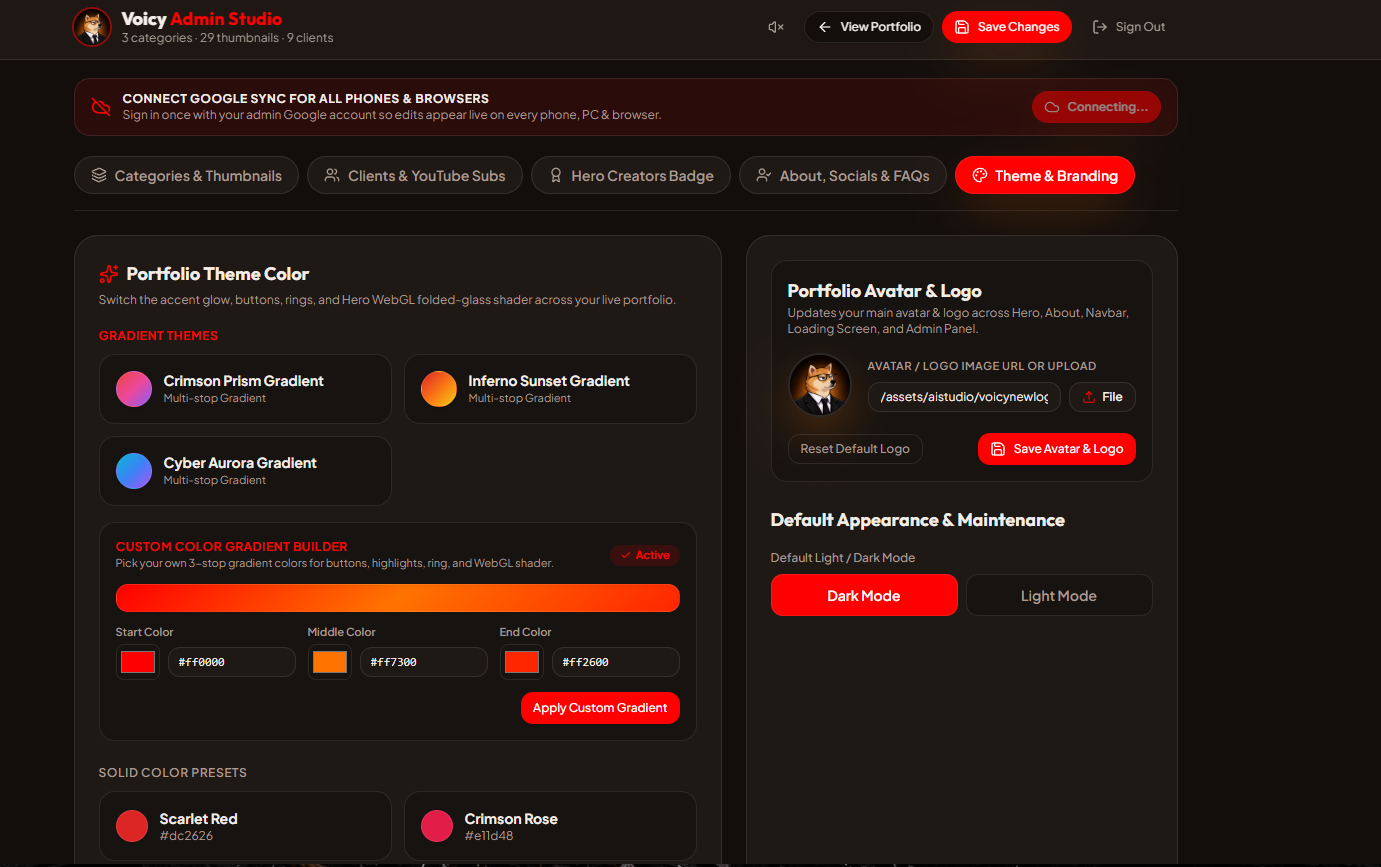 Voicy Admin Studio
3 categories · 29 thumbnails · 9 clients
View Portfolio
Save Changes
Sign Out
CONNECT GOOGLE SYNC FOR ALL PHONES & BROWSERS
Sign in once with your admin Google account so edits appear live on every phone, PC & browser.
Connecting...
Categories & Thumbnails
Clients & YouTube Subs
Hero Creators Badge
About, Socials & FAQs
Theme & Branding
Portfolio Theme Color
Switch the accent glow, buttons, rings, and Hero WebGL folded-glass shader across your live portfolio.
GRADIENT THEMES
Crimson Prism Gradient
Multi-stop Gradient
Inferno Sunset Gradient
Multi-stop Gradient
Cyber Aurora Gradient
Multi-stop Gradient
CUSTOM COLOR GRADIENT BUILDER
Pick your own 3-stop gradient colors for buttons, highlights, ring, and WebGL shader.
Active
Start Color
Middle Color
End Color
#ff0000
#ff7300
#ff2600
Apply Custom Gradient
SOLID COLOR PRESETS
Scarlet Red
#dc2626
Crimson Rose
#e11d48
Portfolio Avatar & Logo
Updates your main avatar & logo across Hero, About, Navbar,
Loading Screen, and Admin Panel.
AVATAR / LOGO IMAGE URL OR UPLOAD
/assets/aistudio/voicynewlog
File
Reset Default Logo
Save Avatar & Logo
Default Appearance & Maintenance
Default Light / Dark Mode
Dark Mode
Light Mode